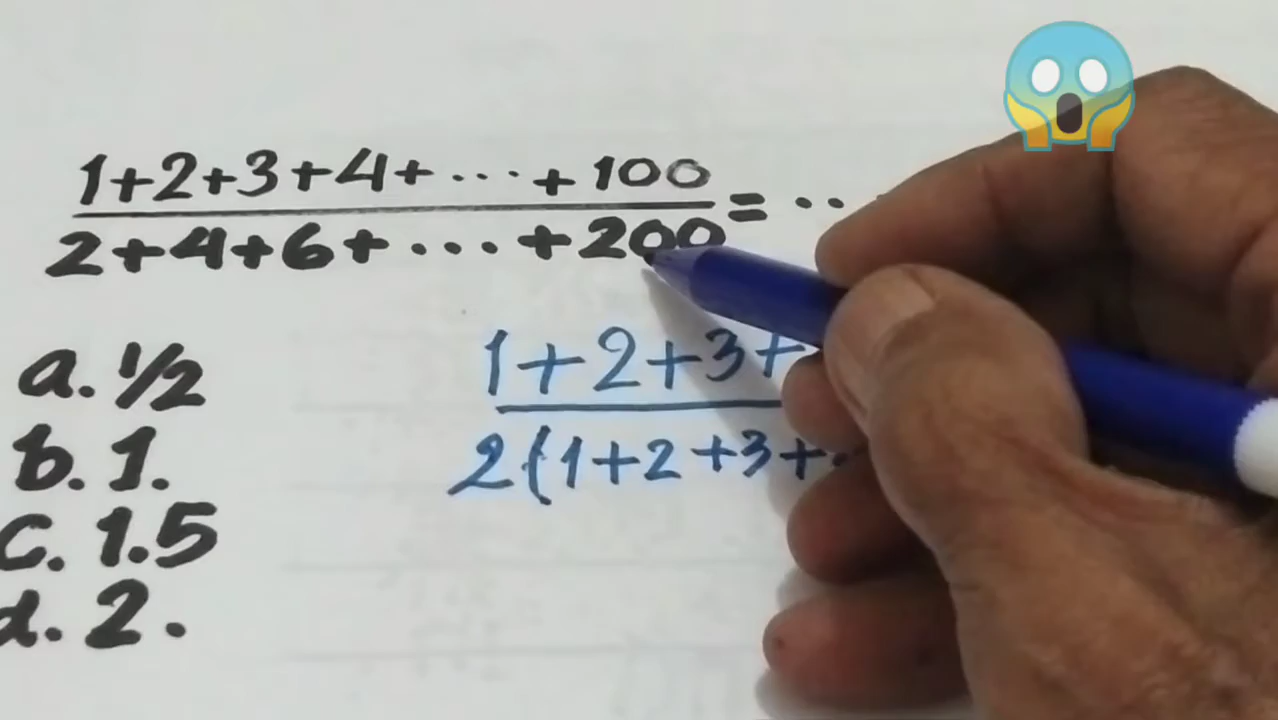 1+2+3+4+...+100
2+4+6+...+200
= ..
1+2+3+
2(1+2+3+.
a. 1/2
b. 1.
c. 1.5
d. 2.